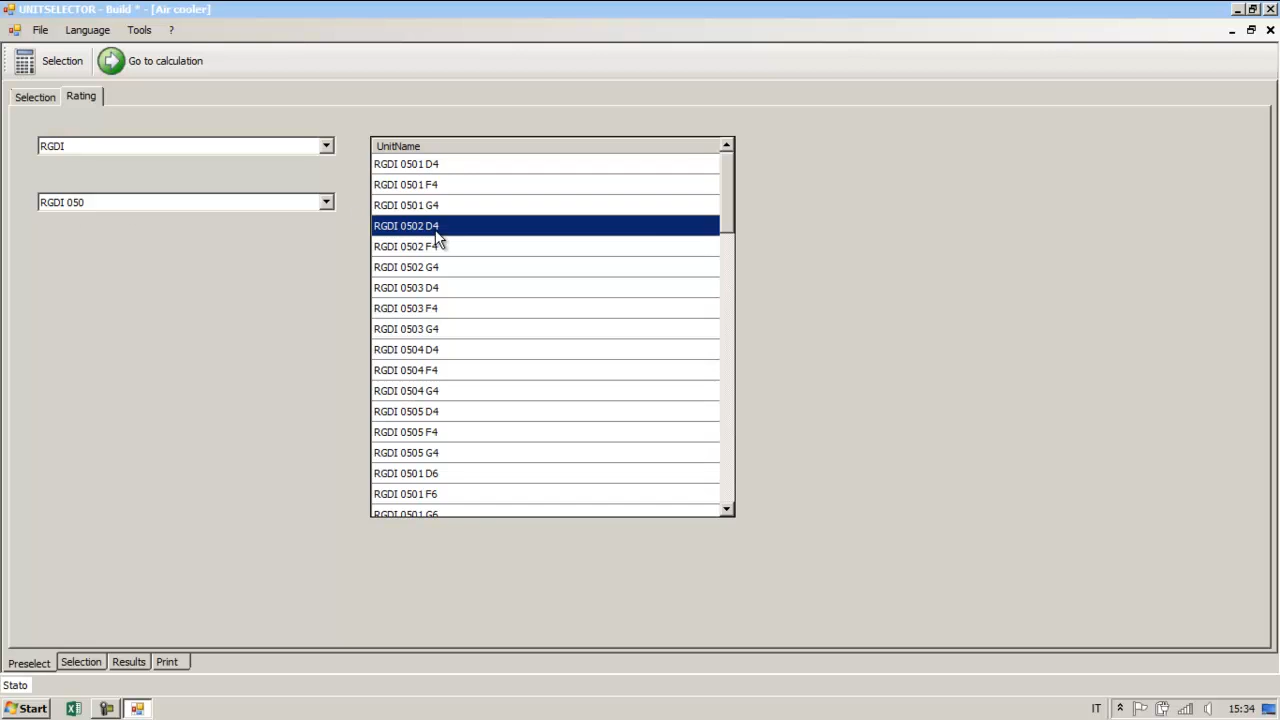 UNITSELECTOR - Build * - [Air cooler]
File Language Tools ?
Selection Go to calculation
Selection Rating
RGDI
RGDI 050
UnitName
RGDI 0501 D4
RGDI 0501 F4
RGDI 0501 G4
RGDI 0502 D4
RGDI 0502 F4
RGDI 0502 G4
RGDI 0503 D4
RGDI 0503 F4
RGDI 0503 G4
RGDI 0504 D4
RGDI 0504 F4
RGDI 0504 G4
RGDI 0505 D4
RGDI 0505 F4
RGDI 0505 G4
RGDI 0501 D6
RGDI 0501 F6
RGDI 0501 G6
Preselect Selection Results Print
Stato
Start IT 15:34